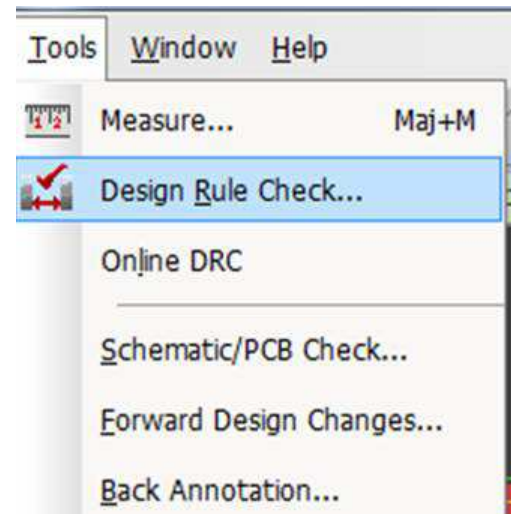 Tools Window Help
Measure... Maj+M
Design Rule Check...
Online DRC
Schematic/PCB Check...
Forward Design Changes...
Back Annotation...